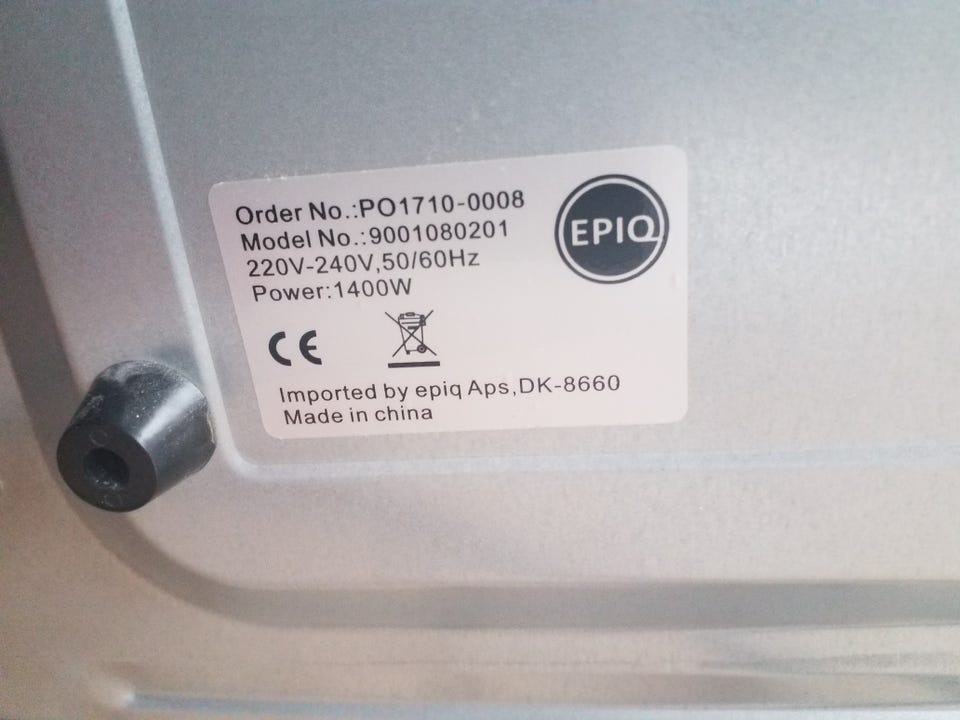 Order No.:PO1710-0008
Model No.:9001080201
220V-240V,50/60Hz
Power:1400W
EPIQ
CE
Imported by epiq Aps,DK-8660
Made in china